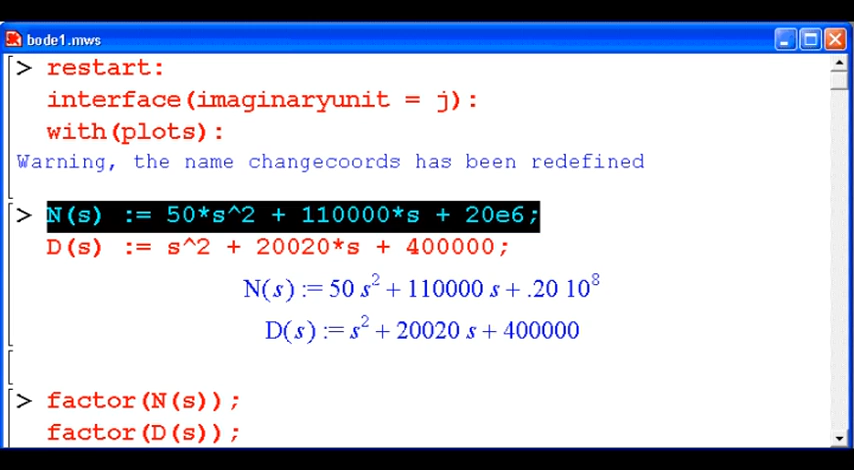 bode1.mws
> restart:
interface(imaginaryunit = j):
with(plots):
Warning, the name changecoords has been redefined
> N(s) := 50*s^2 + 110000*s + 20e6;
D(s) := s^2 + 20020*s + 400000;
N(s) := 50 s² + 110000 s + .20 10⁸
D(s) := s² + 20020 s + 400000
> factor(N(s));
factor(D(s));